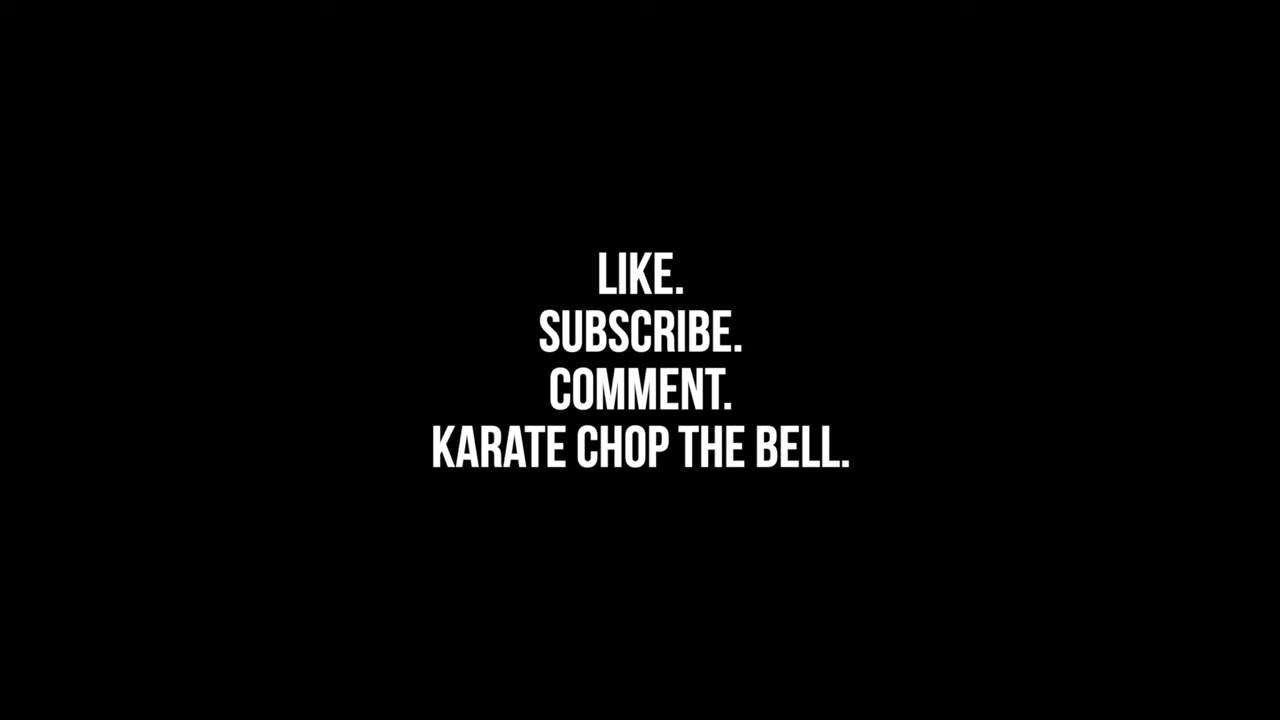 LIKE.
SUBSCRIBE.
COMMENT.
KARATE CHOP THE BELL.